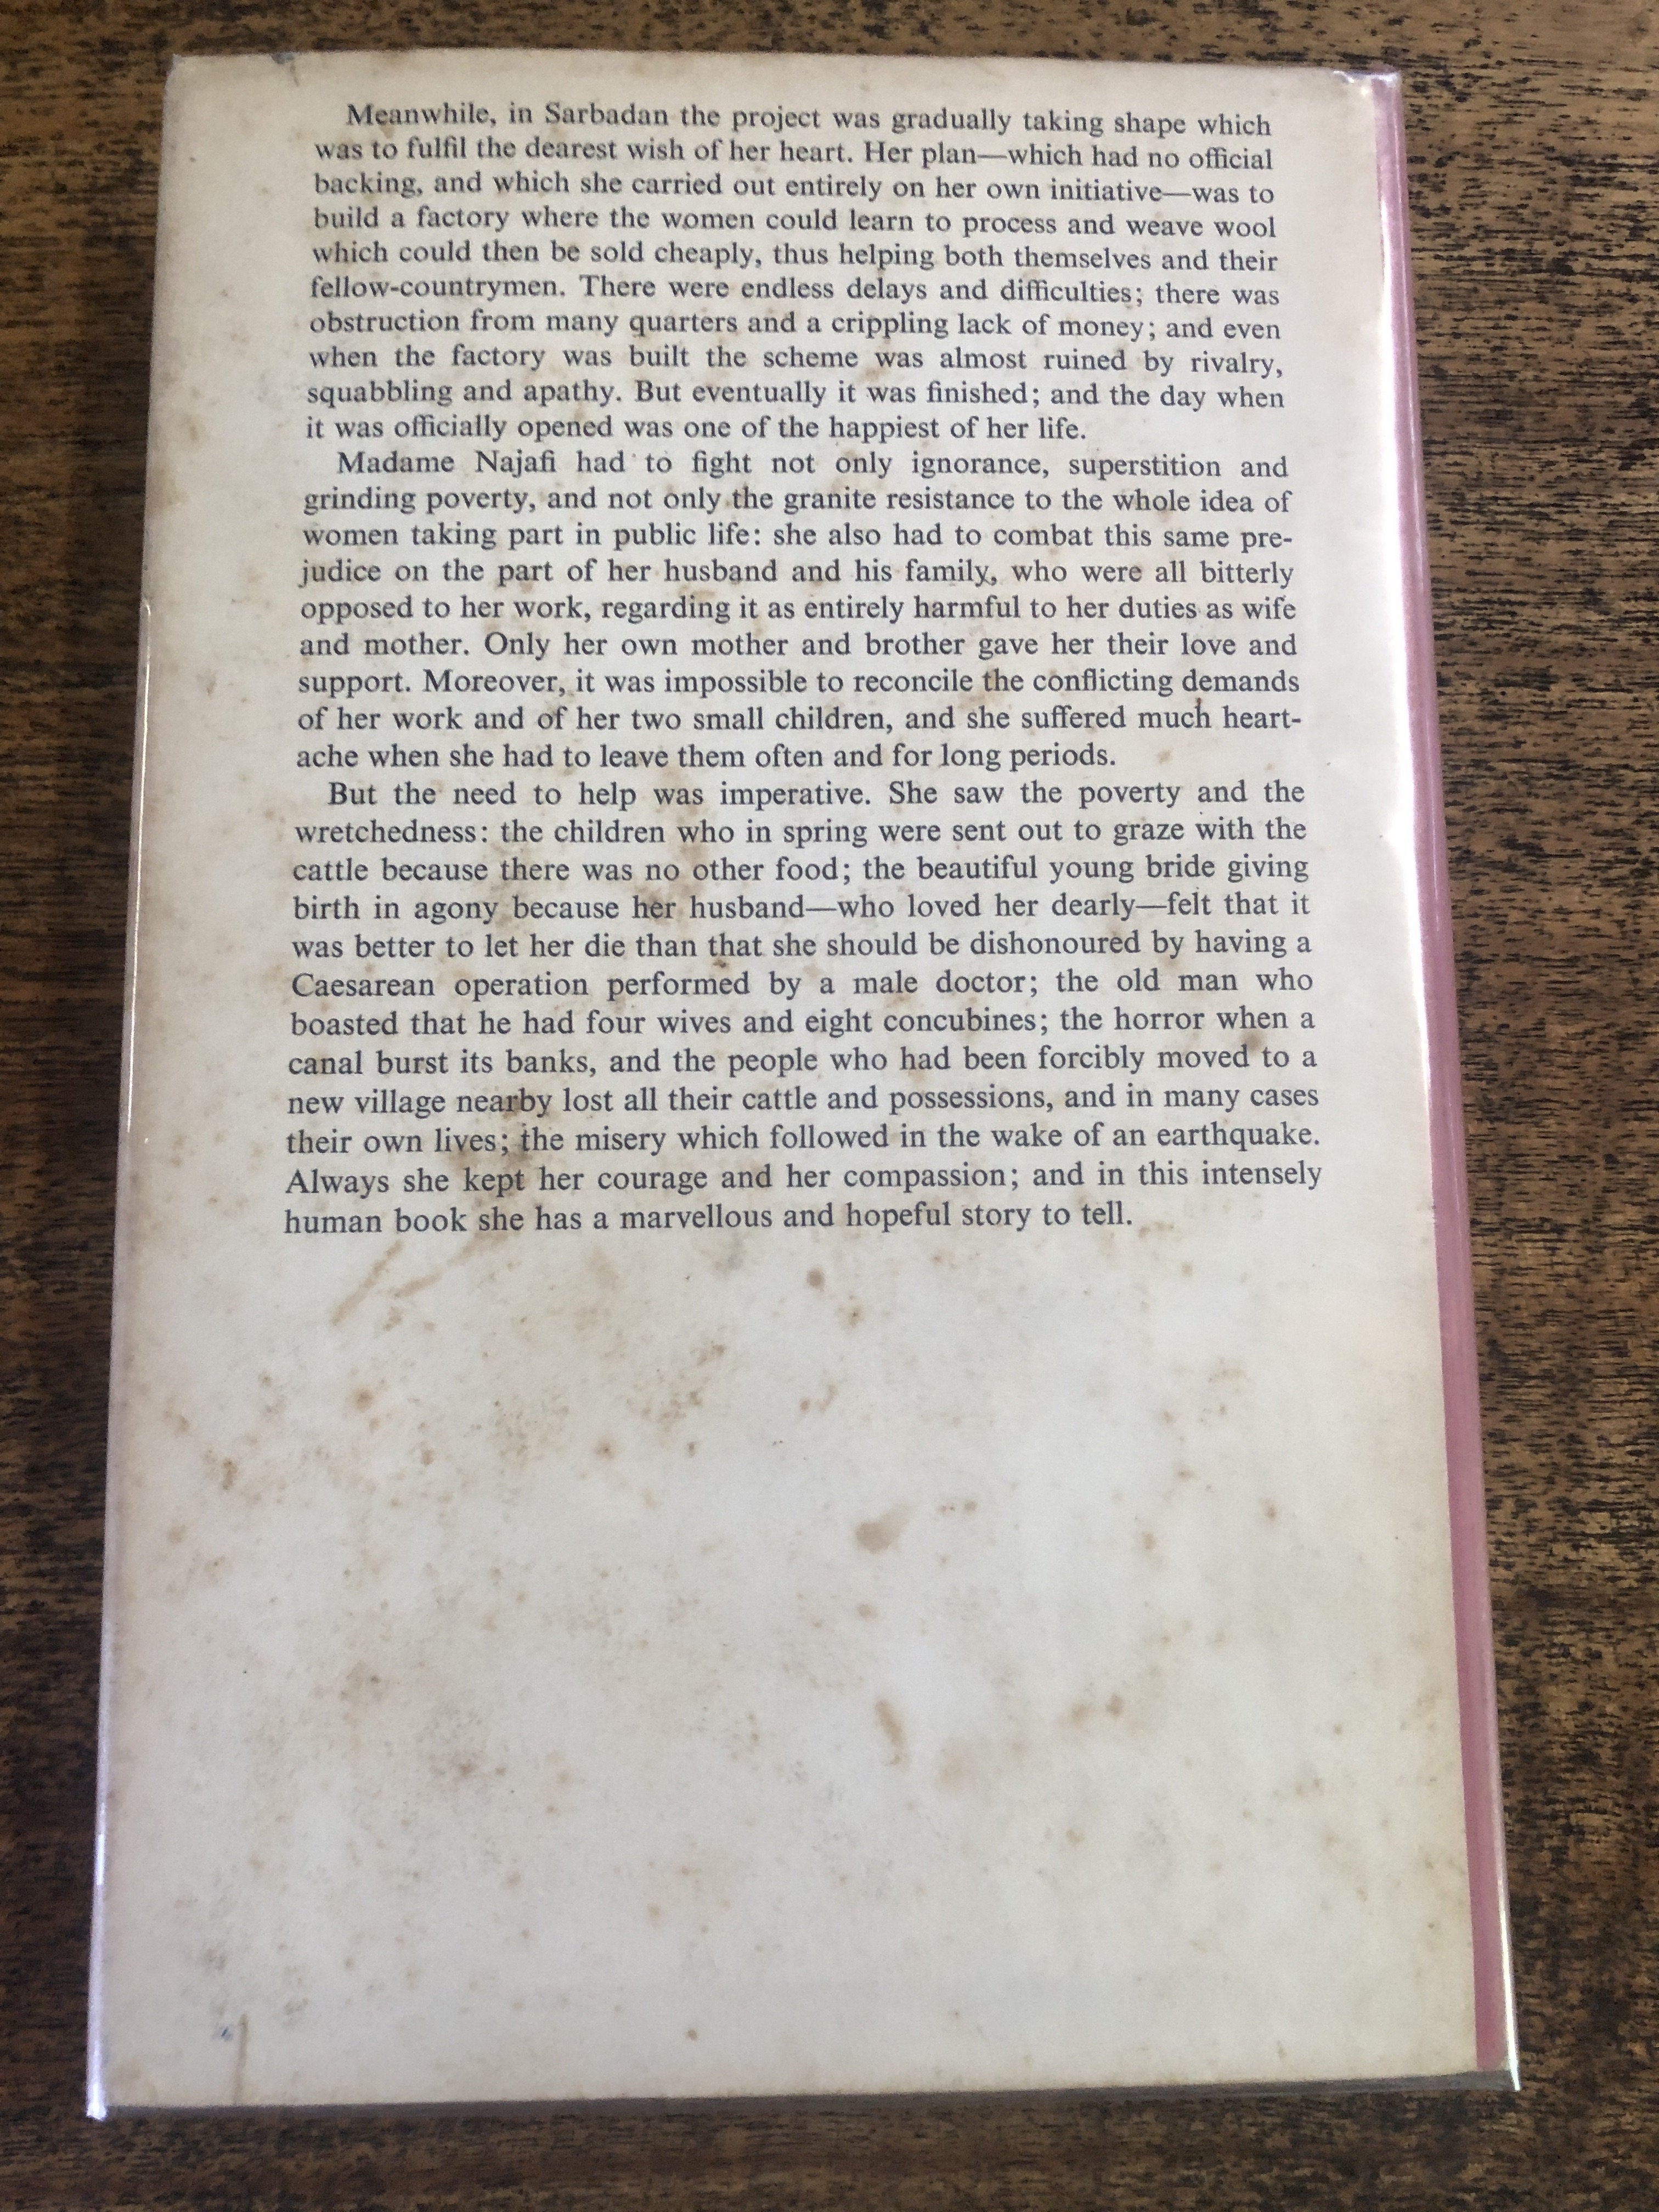 Meanwhile, in Sarbadan the project was gradually taking shape which
was to fulfil the dearest wish of her heart. Her plan—which had no official
backing, and which she carried out entirely on her own initiative—was to
build a factory where the women could learn to process and weave wool
which could then be sold cheaply, thus helping both themselves and their
fellow-countrymen. There were endless delays and difficulties; there was
obstruction from many quarters and a crippling lack of money; and even
when the factory was built the scheme was almost ruined by rivalry,
squabbling and apathy. But eventually it was finished; and the day when
it was officially opened was one of the happiest of her life.
Madame Najafi had to fight not only ignorance, superstition and
grinding poverty, and not only the granite resistance to the whole idea of
women taking part in public life: she also had to combat this same pre-
judice on the part of her husband and his family, who were all bitterly
opposed to her work, regarding it as entirely harmful to her duties as wife
and mother. Only her own mother and brother gave her their love and
support. Moreover, it was impossible to reconcile the conflicting demands
of her work and of her two small children, and she suffered much heart-
ache when she had to leave them often and for long periods.
But the need to help was imperative. She saw the poverty and the
wretchedness: the children who in spring were sent out to graze with the
cattle because there was no other food; the beautiful young bride giving
birth in agony because her husband—who loved her dearly—felt that it
was better to let her die than that she should be dishonoured by having a
Caesarean operation performed by a male doctor; the old man who
boasted that he had four wives and eight concubines; the horror when a
canal burst its banks, and the people who had been forcibly moved to a
new village nearby lost all their cattle and possessions, and in many cases
their own lives; the misery which followed in the wake of an earthquake.
Always she kept her courage and her compassion; and in this intensely
human book she has a marvellous and hopeful story to tell.